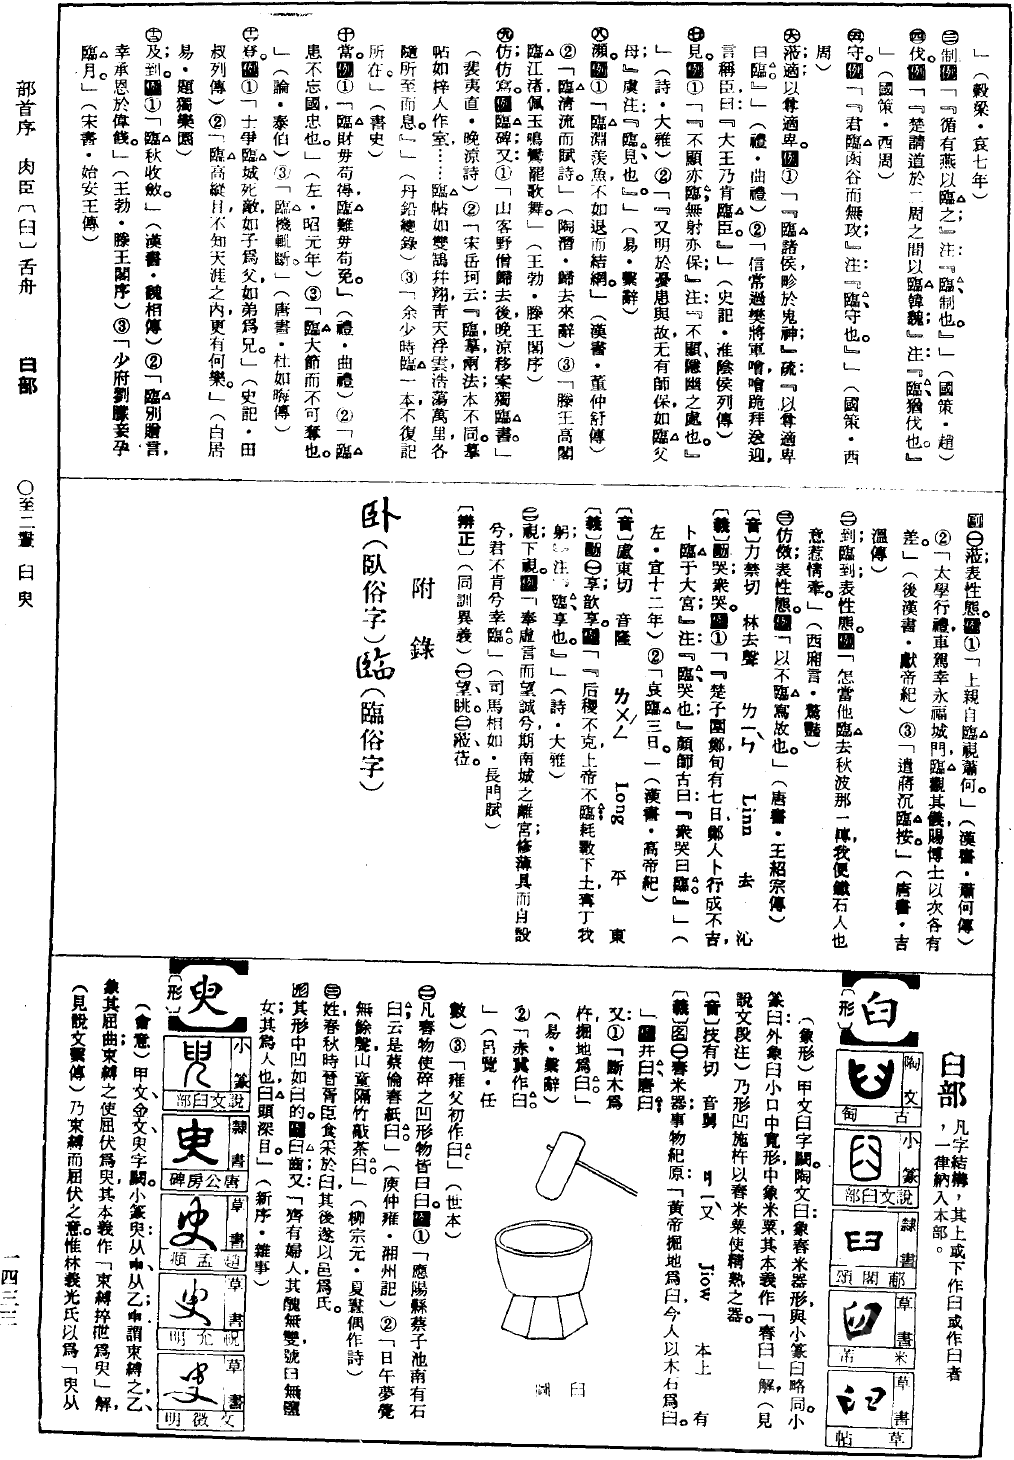 」（穀梁・哀七年）
㊂制。例「『循有燕以臨之』；注：『臨，制也。』」（國策・趙）
㊃伐。例「『楚請道於二周之間，以臨韓、魏』；注：『臨，猶伐也。』
」（國策・西周）
㊄守。例「『君臨函谷而無攻』；注：『臨，守也。』」（國策・西
周）
㊅涖；適；以尊適卑。例①「『臨諸侯，畛於鬼神』；疏：『以尊適卑
曰臨。』」（禮・曲禮）②「信常過樊將軍噲，噲跪拜送迎，
言稱臣，曰：『大王乃肯臨臣。』」（史記・淮陰侯列傳）
㊆見。例①「『不顯亦臨，無射亦保』；注：『不顯，隱幽之處也。』
」（詩・大雅）②「『又明於憂患與故，无有師保，如臨父
母』；虞注：『臨，見也。』」（易・繫辭）
㊇瀕。例①「臨淵羨魚，不如退而結網。」（漢書・董仲舒傳）
②「臨清流而賦詩」（陶潛・歸去來辭）③「滕王高閣
臨江渚，佩玉鳴鸞罷歌舞。」（王勃・滕王閣序）
㊈仿；仿寫。例臨碑。又：①「山客野僧歸去後，晚涼移案獨臨書。」
（裴夷直・晚涼詩）②「宋岳珂云：『臨摹兩法本不同。摹
帖如梓人作室……臨帖如雙鵠幷翔，青天浮雲，浩蕩萬里，各
隨所至而息。』」（丹鉛總錄）③「余少時臨一本，不復記
所在。」（書史）
㊉當。例①「臨財毋苟得，臨難毋苟免。」（禮・曲禮）②「臨
患不忘國，忠也。」（左・昭元年）③「臨大節而不可奪也。
」（論・泰伯）③「臨機輒斷。」（唐書・杜如晦傳）
登。例①「士爭臨城死敵，如子爲父，如弟爲兄。」（史記・田
叔列傳）②「臨高縱目，不知天涯之內，更有何樂。」（白居
易・題獨樂園）
及；到。例①「臨秋收斂。」（漢書・魏相傳）②「臨別贈言，
幸承恩於偉餞。」（王勃・滕王閣序）③「少府劉勝妾孕
臨月。」（宋書・始安王傳）
副㊀涖；表性態。例①「上親自臨視蕭何。」（漢書・蕭何傳）
②「太學行禮，車駕幸永福城門，臨觀其儀，賜博士以次各有
差。」（後漢書・獻帝紀）③「遣蔣沉臨按」（唐書・吉
溫傳）
㊁到；臨到；表性態。例「怎當他臨去秋波那一轉，我便鐵石人也
意惹情牽。」（西廂言・驚豔）
㊂仿傚；表性態。例「以不臨寫故也。」（唐書・王紹宗傳）
〔音〕力禁切 林去聲 ㄌㄧㄣˋ Linn 去 沁
〔義〕動哭；衆哭。例①「『楚子圍鄭，旬有七日，鄭人卜行成，不吉，
卜臨于大宮』；注：『臨，哭也』；顏師古曰：『衆哭曰臨。』」（
左・宣十二年）②「哀臨三日。」（漢書・高帝紀）
〔音〕盧東切 音隆 ㄌㄨㄥˊ Long 平 東
〔義〕動㊀享；歆享。例「『后稷不克，上帝不臨，耗斁下土，寧丁我
躬』；注：『臨，享也。』」（詩・大雅）
㊁視；下視。例「奉虛言而望誠兮，期南城之離宮；修薄具而自設
兮，君不肯兮幸臨。」（司馬相如・長門賦）
〔辨正〕（同訓異義）㊀望、眺。㊁涖、莅。
附錄
卧（臥俗字）临（臨俗字）
臼部 凡字結構，其上或下作臼或作𦥑者
，一律納入本部。
臼
〔形〕
陶文 古匋
小篆 說文臼部
隸書 郙閣頌
草書 米芾
草書 草帖
（象形）甲文臼字闕，陶文臼象舂米器形，與小篆臼略同。小
篆臼：外象臼，小口中寬形，中象米粟；其本義作「舂臼」解，（見
說文段注）乃形凹，施杵以舂米粟使精熟之器。
〔音〕技有切 音舅 ㄐㄧㄡˋ Jiow 本上 有
〔義〕名㊀舂米器；事物紀原：「黃帝掘地爲臼，今人以木石爲臼。
」例井臼；磨臼；
又：①「斷木爲
杵，掘地爲臼。」
（易・繫辭）
②「赤冀作臼。
」（呂覽・任
數）③「雍父初作臼」（世本）
臼圖
㊁凡舂物使碎之凹形物皆曰臼。例①「應陽縣蔡子池南有石
臼，云是蔡倫舂紙臼。」（庚仲雍・湘州記）②「日午夢覺
無餘聲，山童隔竹敲茶臼」（柳宗元・夏晝偶作詩）
㊂姓，春秋時晉胥臣食采於臼，其後遂以邑爲氏。
形其形中凹如臼的。例臼齒；又：「齊有婦人，其醜無雙，號曰無鹽
女；其爲人也，臼頭深目。」（新序・雜事）
臾
〔形〕
小篆 說文臼部
隸書 唐公房碑
草書 趙孟頫
草書 祝允明
草書 文徵明
（會意）甲文、金文臾字闕，小篆臾：从申、从乙，申謂束縛之，乙，
象其屈曲；束縛之使屈伏爲臾；其本義作「束縛捽抴爲臾」解，
（見說文繫傳）乃束縛而屈伏之意。惟林義光氏以爲「臾从
部首序 肉臣（臼）舌舟 臼部 〇至二畫 臼 臾
一四三三